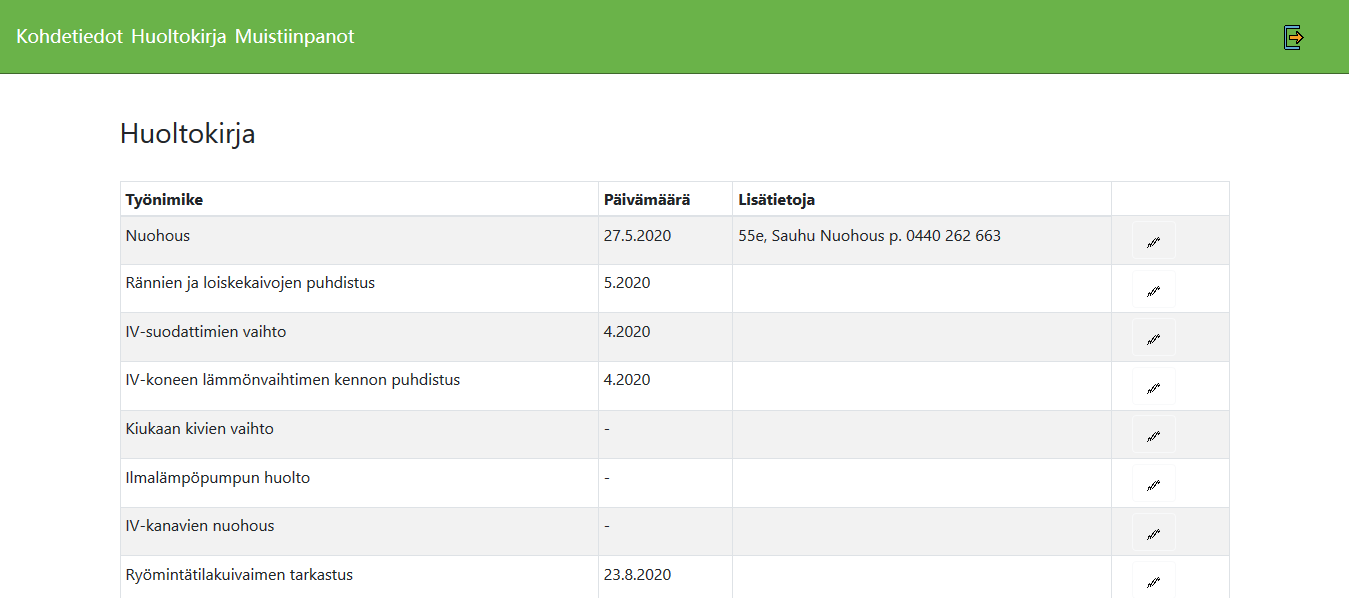 Kohdetiedot Huoltokirja Muistiinpanot
Huoltokirja
Työnimike Päivämäärä Lisätietoja
Nuohous 27.5.2020 55e, Sauhu Nuohous p. 0440 262 663
Rännien ja loiskekaivojen puhdistus 5.2020
IV-suodattimien vaihto 4.2020
IV-koneen lämmönvaihtimen kennon puhdistus 4.2020
Kiukaan kivien vaihto -
Ilmalämpöpumpun huolto -
IV-kanavien nuohous -
Ryömintätilakuivaimen tarkastus 23.8.2020